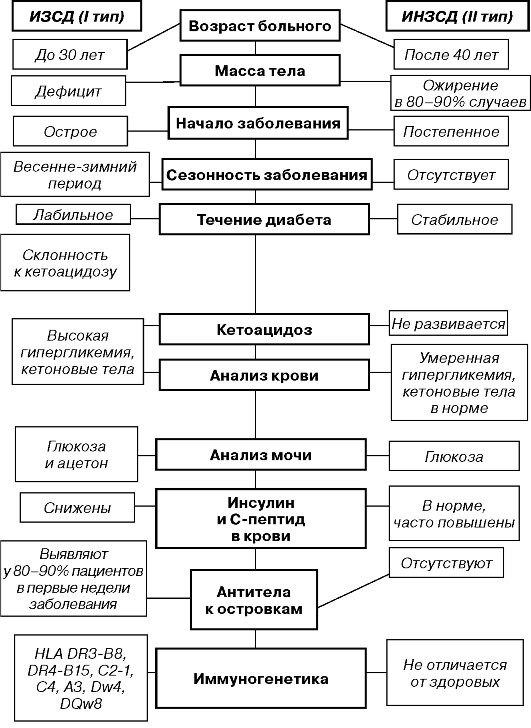 ИЗСД (I тип)
ИНЗСД (II тип)
Возраст больного
До 30 лет
После 40 лет
Масса тела
Дефицит
Ожирение
в 80–90% случаев
Начало заболевания
Острое
Постепенное
Весенне-зимний
период
Сезонность заболевания
Отсутствует
Лабильное
Течение диабета
Стабильное
Склонность
к кетоацидозу
Кетоацидоз
Не развивается
Высокая
гипергликемия,
кетоновые тела
Анализ крови
Умеренная
гипергликемия,
кетоновые тела
в норме
Глюкоза
и ацетон
Анализ мочи
Глюкоза
Снижены
Инсулин
и С-пептид
в крови
В норме,
часто повышены
Выявляют
у 80–90% пациентов
в первые недели
заболевания
Антитела
к островкам
Отсутствуют
HLA DR3-B8,
DR4-B15, C2-1,
C4, A3, Dw4,
DQw8
Иммуногенетика
Не отличается
от здоровых